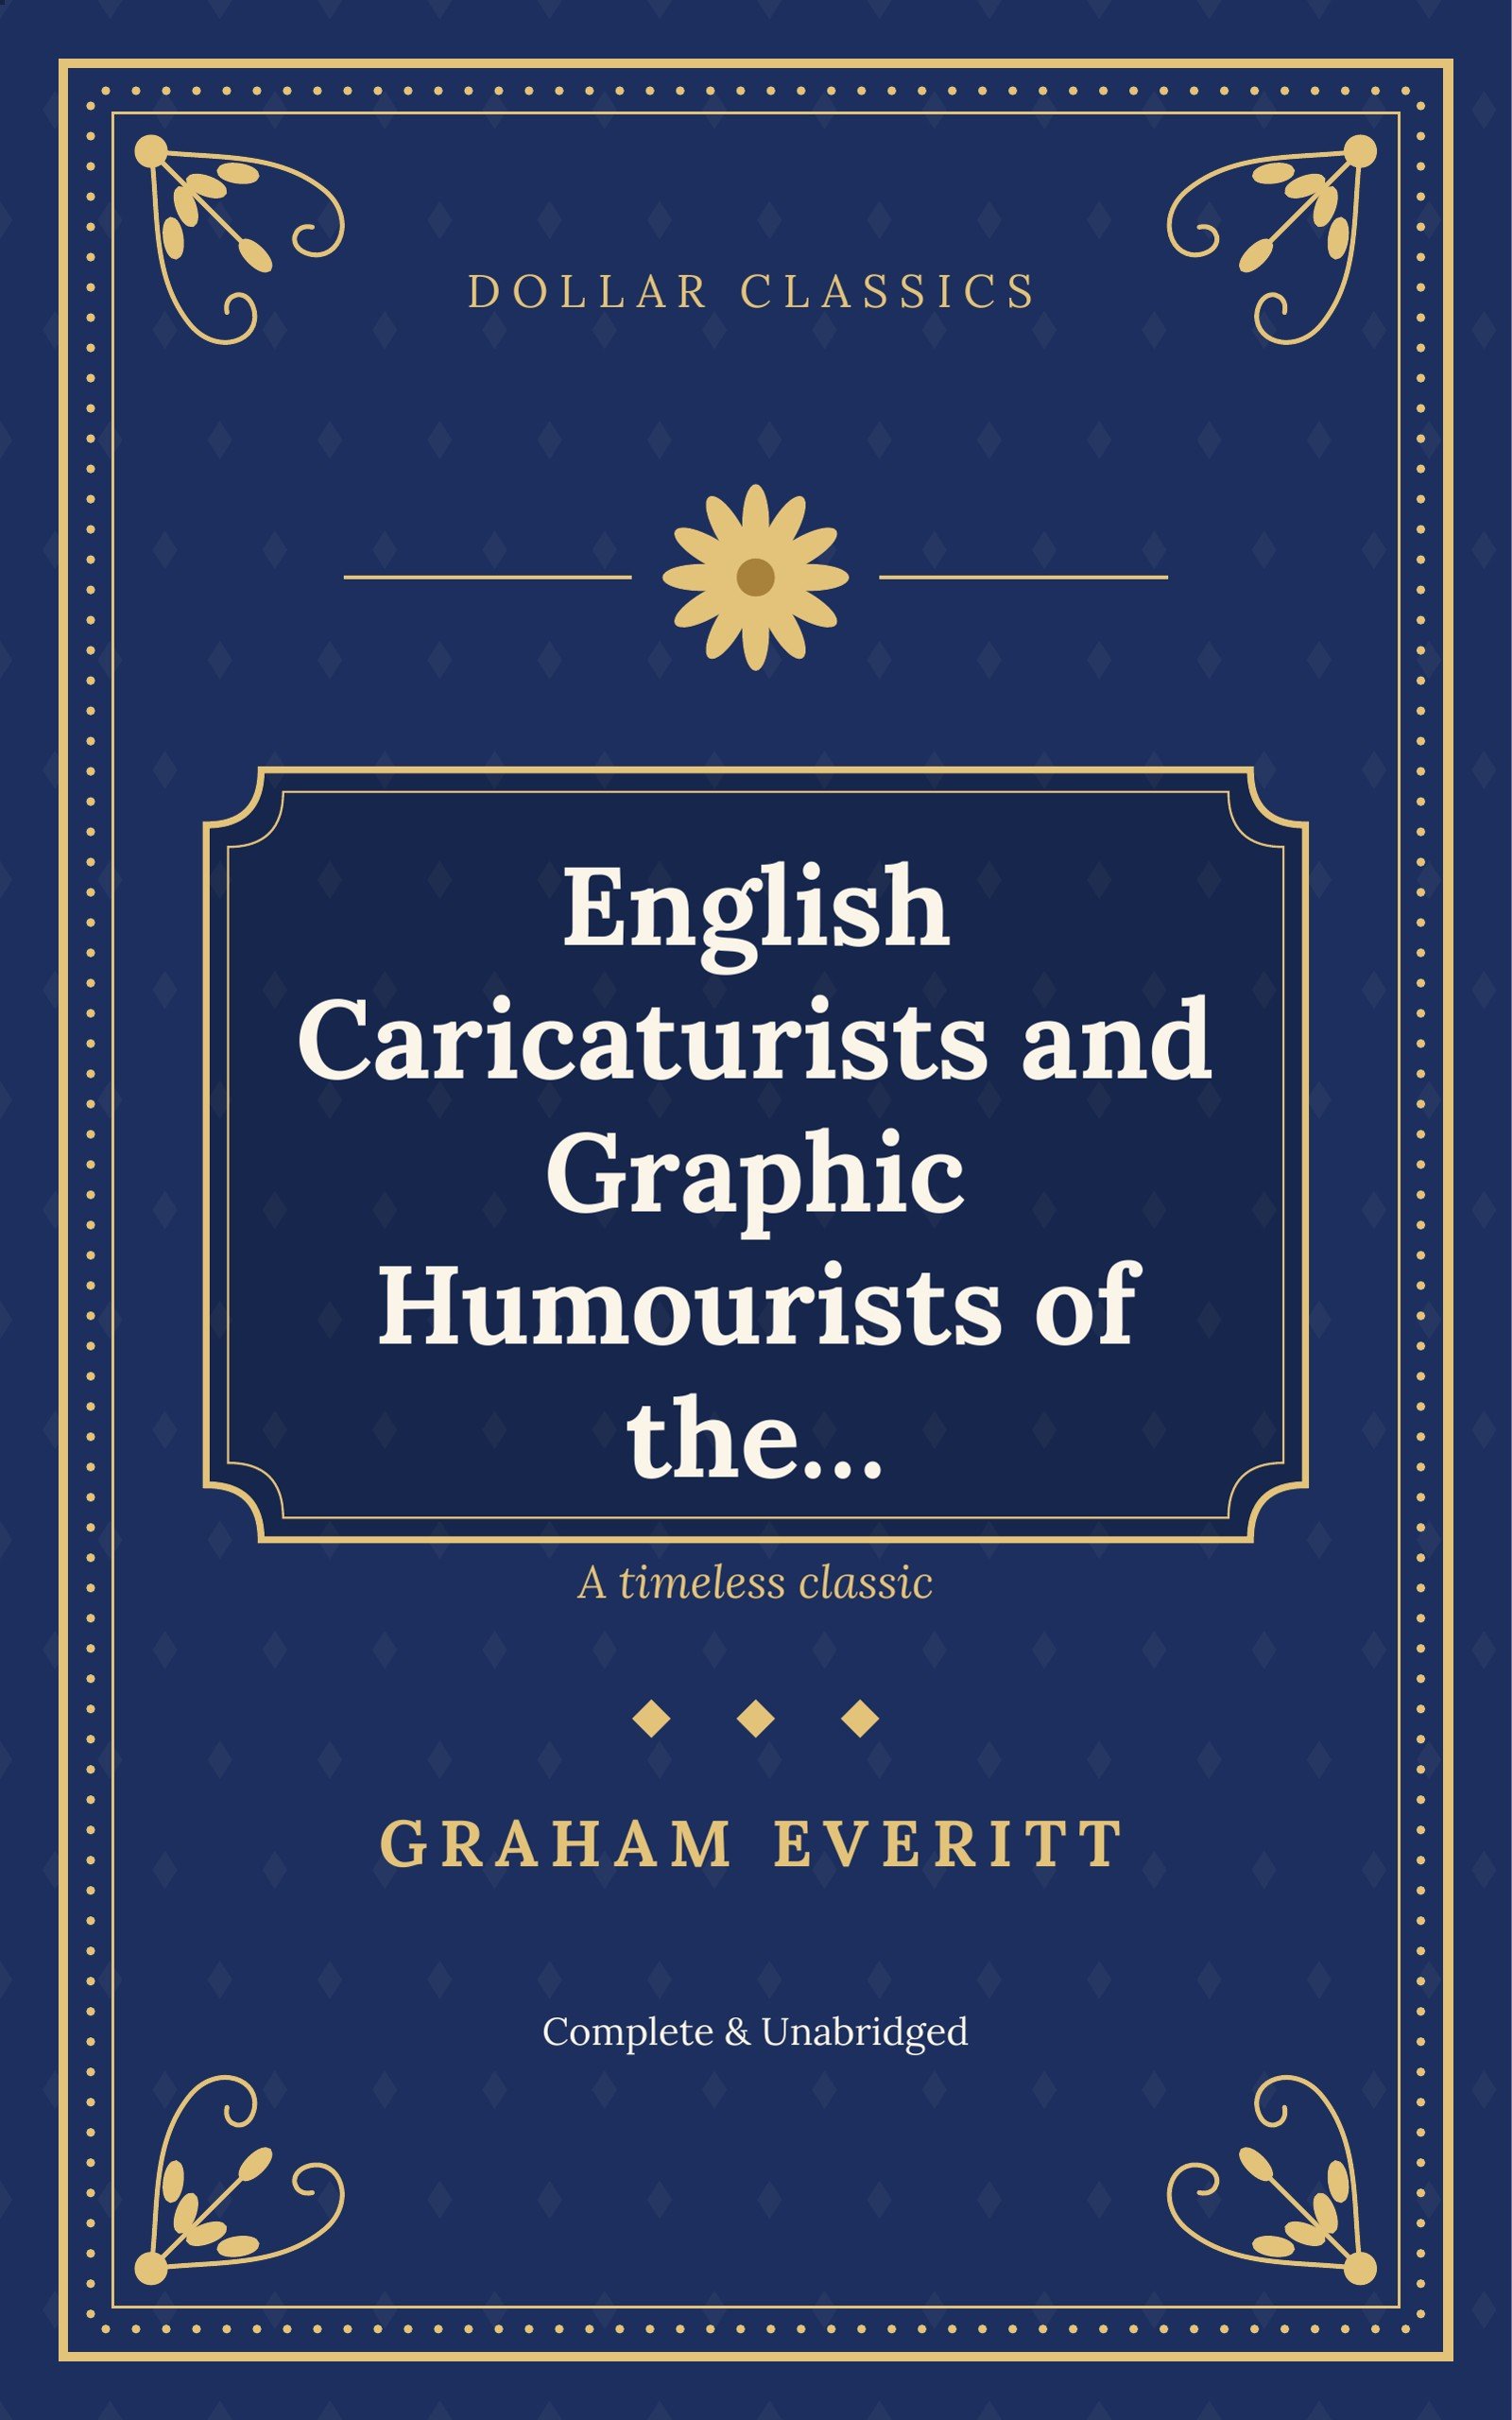 DOLLAR CLASSICS
English
Caricaturists and
Graphic
Humourists of
the...
A timeless classic
GRAHAM EVERITT
Complete & Unabridged